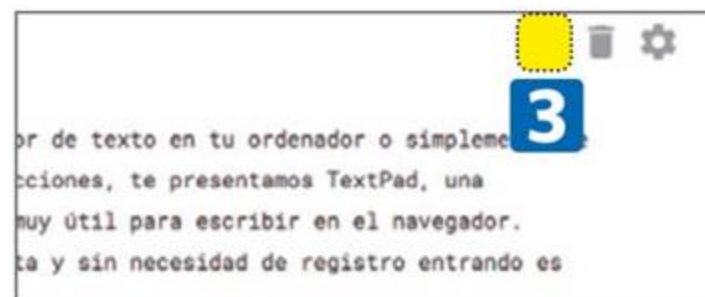 3
or de texto en tu ordenador o simpleme
cciones, te presentamos TextPad, una
muy útil para escribir en el navegador.
ta y sin necesidad de registro entrando es